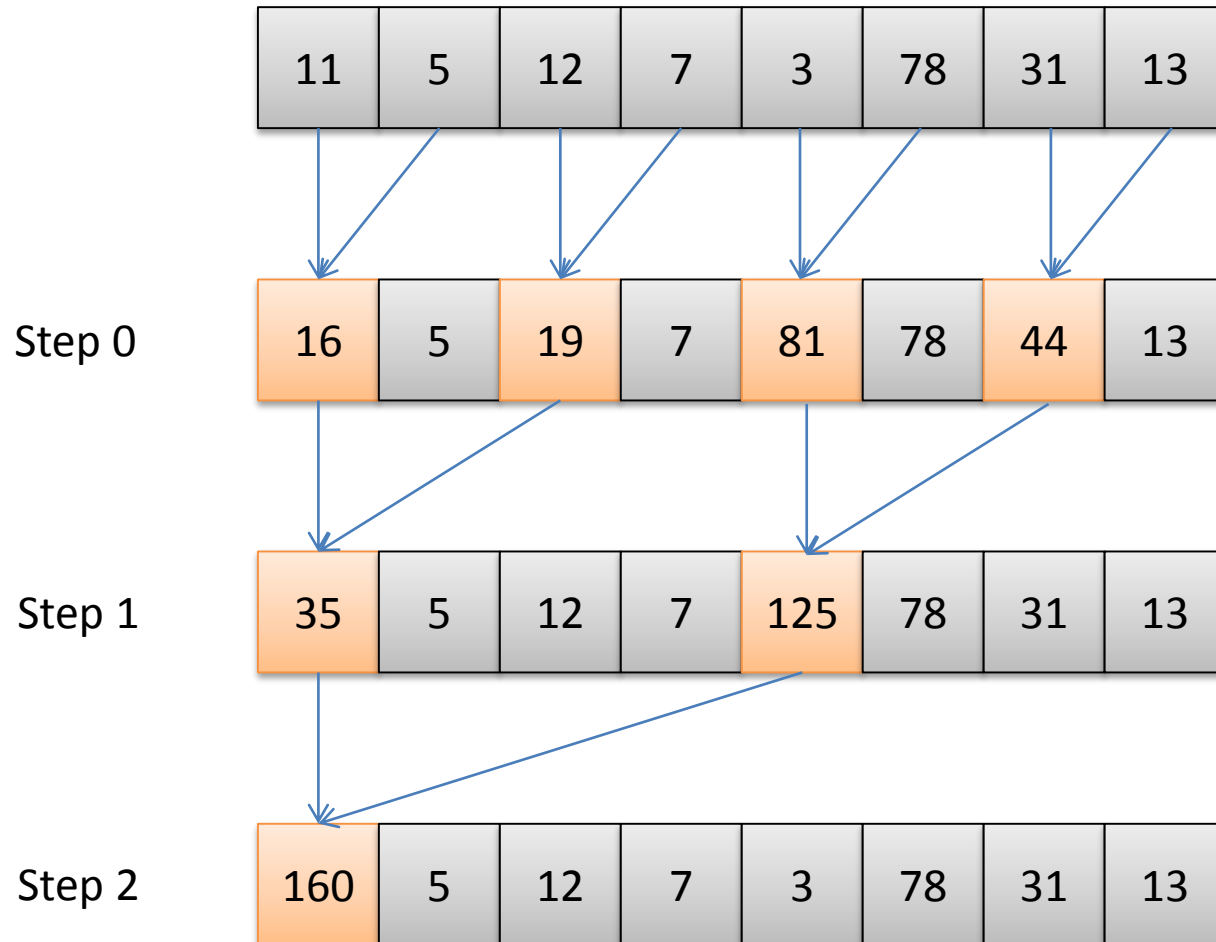 11 5 12 7 3 78 31 13
Step 0 16 5 19 7 81 78 44 13
Step 1 35 5 12 7 125 78 31 13
Step 2 160 5 12 7 3 78 31 13